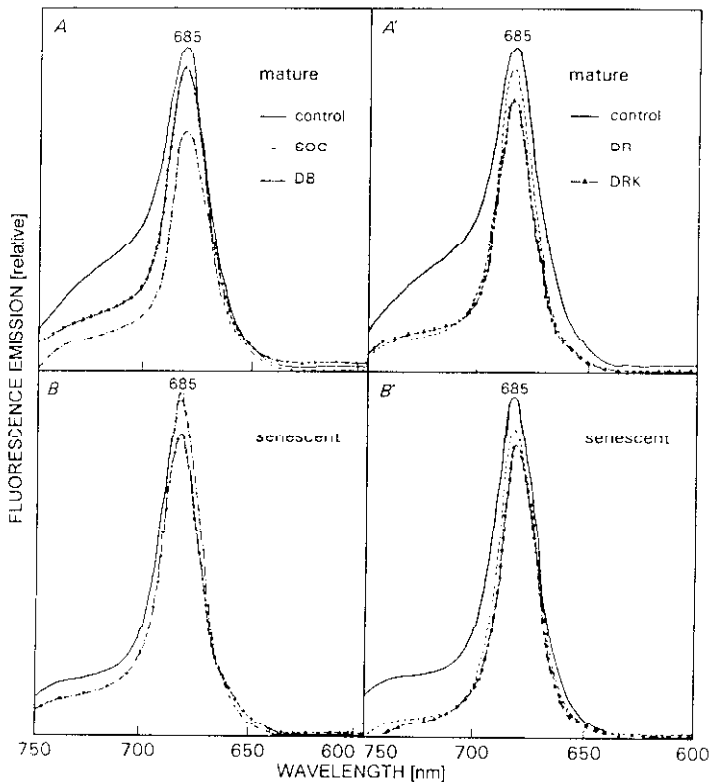 A
685
mature
control
DB
A'
685
mature
control
DR
DRK
B
685
senescent
B'
685
senescent
FLUORESCENCE EMISSION [relative]
750 700 650 600 750 700 650 600
WAVELENGTH [nm]